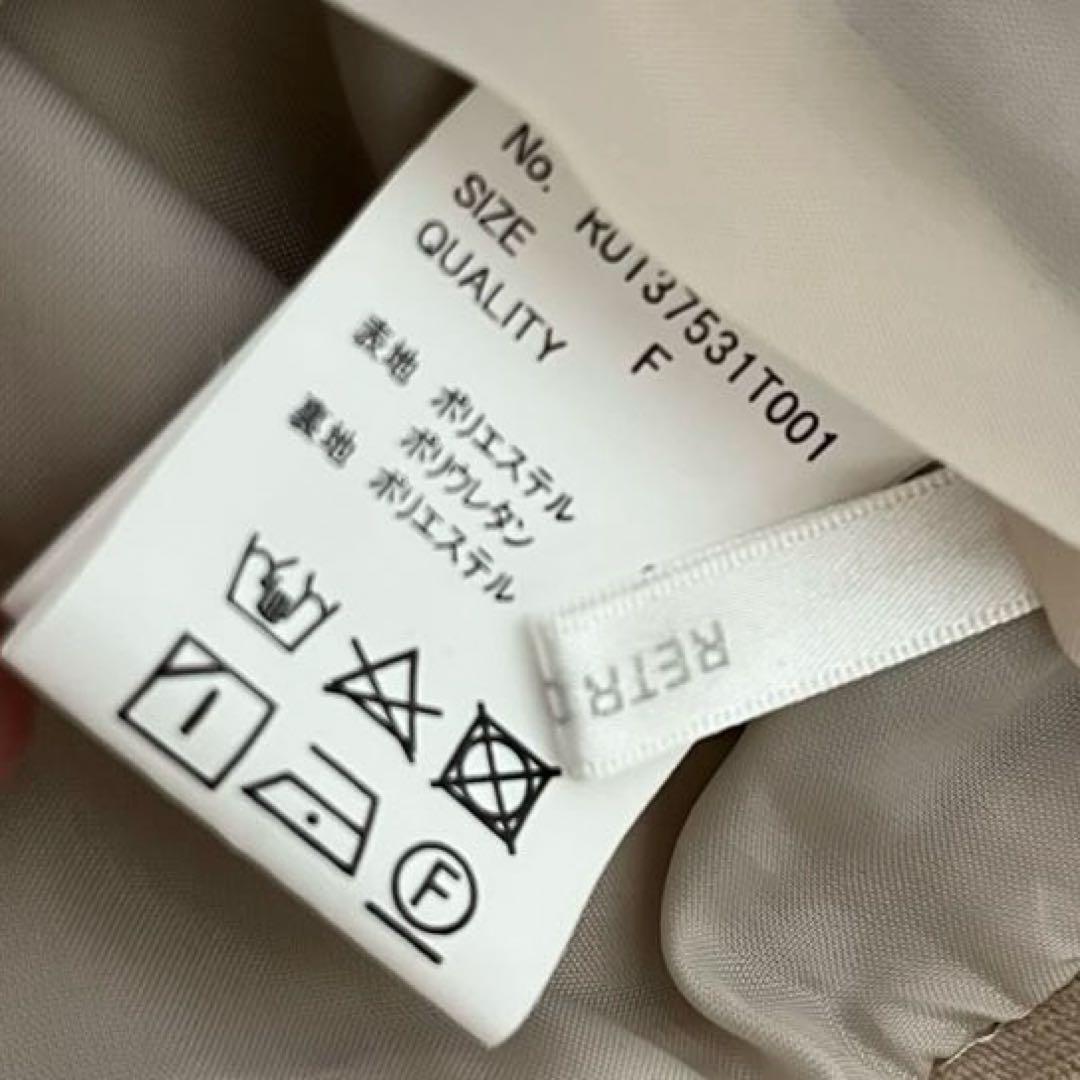 No. KU137531T001
SIZE F
QUALITY
表地 ポリエステル
ポリウレタン
裏地 ポリエステル
F
RETR